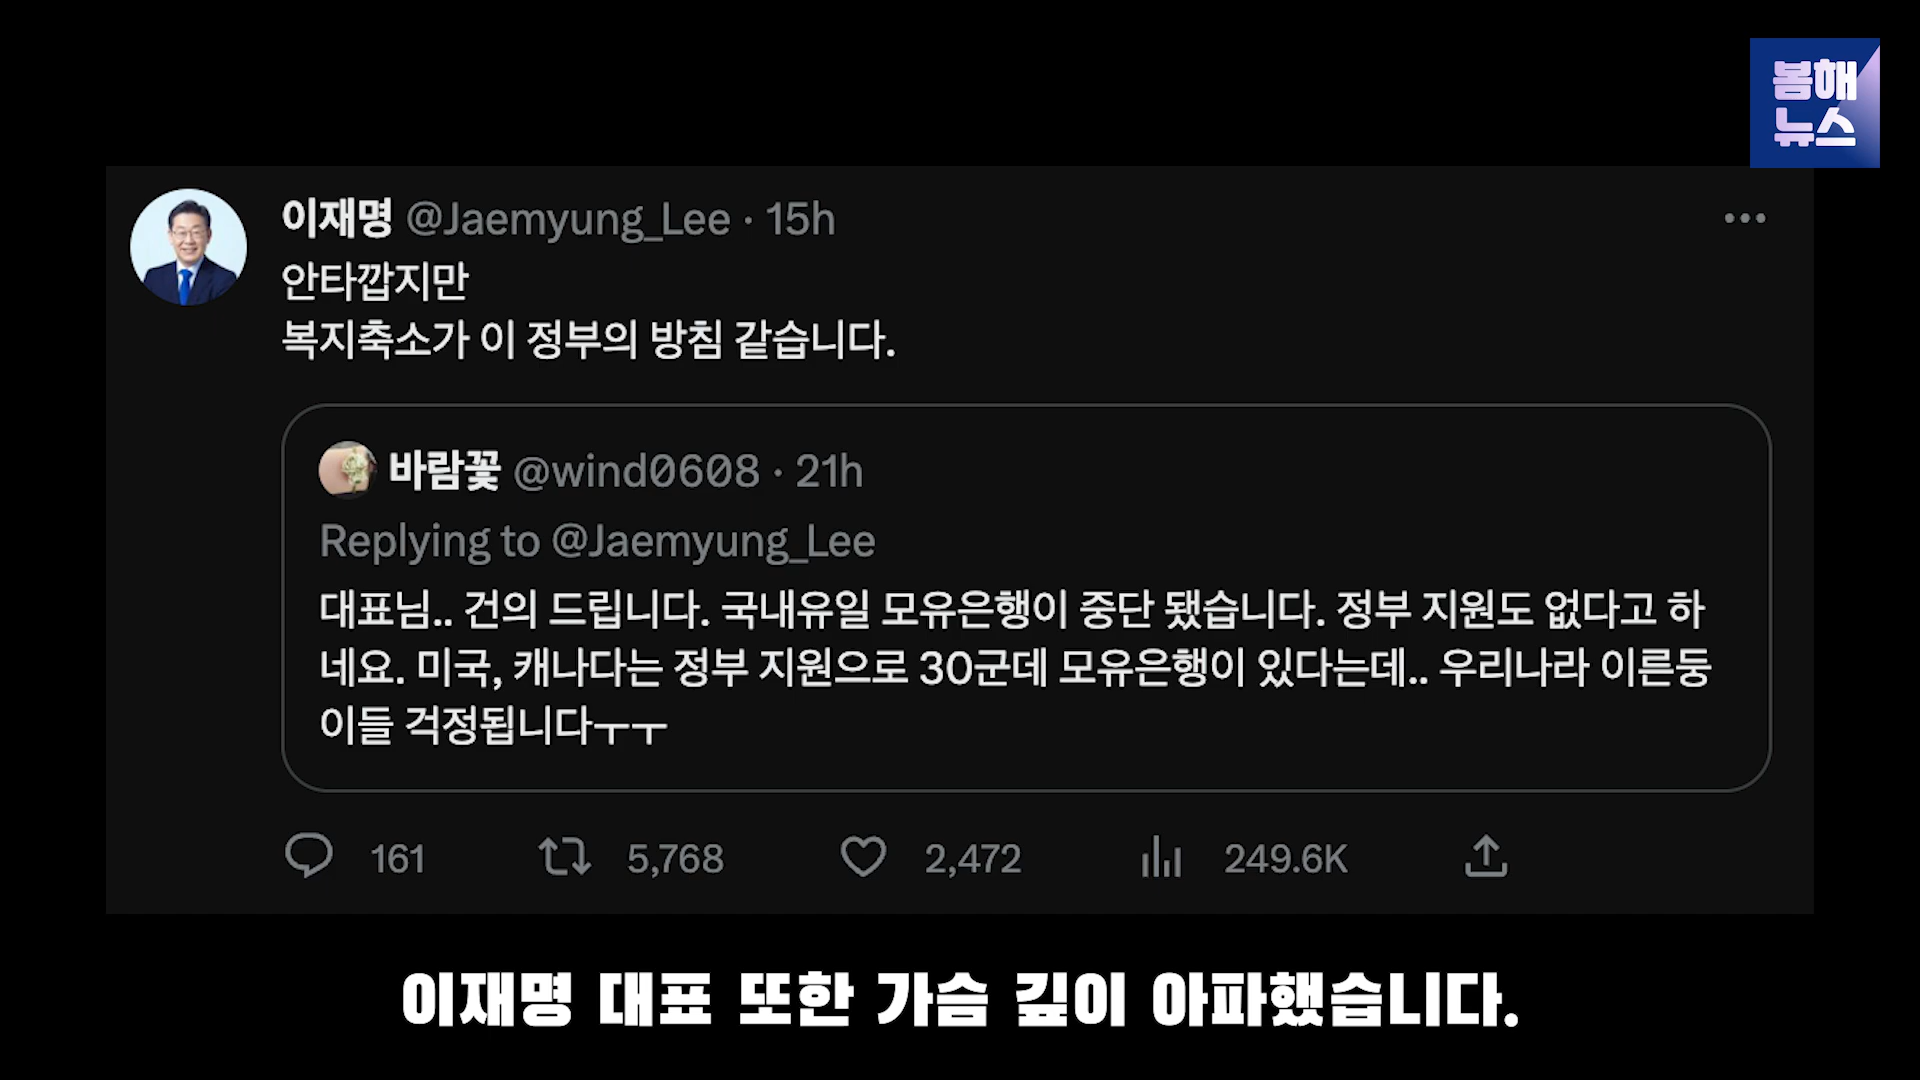 봄해
뉴스
이재명 @Jaemyung_Lee · 15h
안타깝지만
복지축소가 이 정부의 방침 같습니다.
바람꽃 @wind0608 · 21h
Replying to @Jaemyung_Lee
대표님.. 건의 드립니다. 국내유일 모유은행이 중단 됐습니다. 정부 지원도 없다고 하
네요. 미국, 캐나다는 정부 지원으로 30군데 모유은행이 있다는데.. 우리나라 이른둥
이들 걱정됩니다ㅜㅜ
161 5,768 2,472 249.6K
이재명 대표 또한 가슴 깊이 아파했습니다.